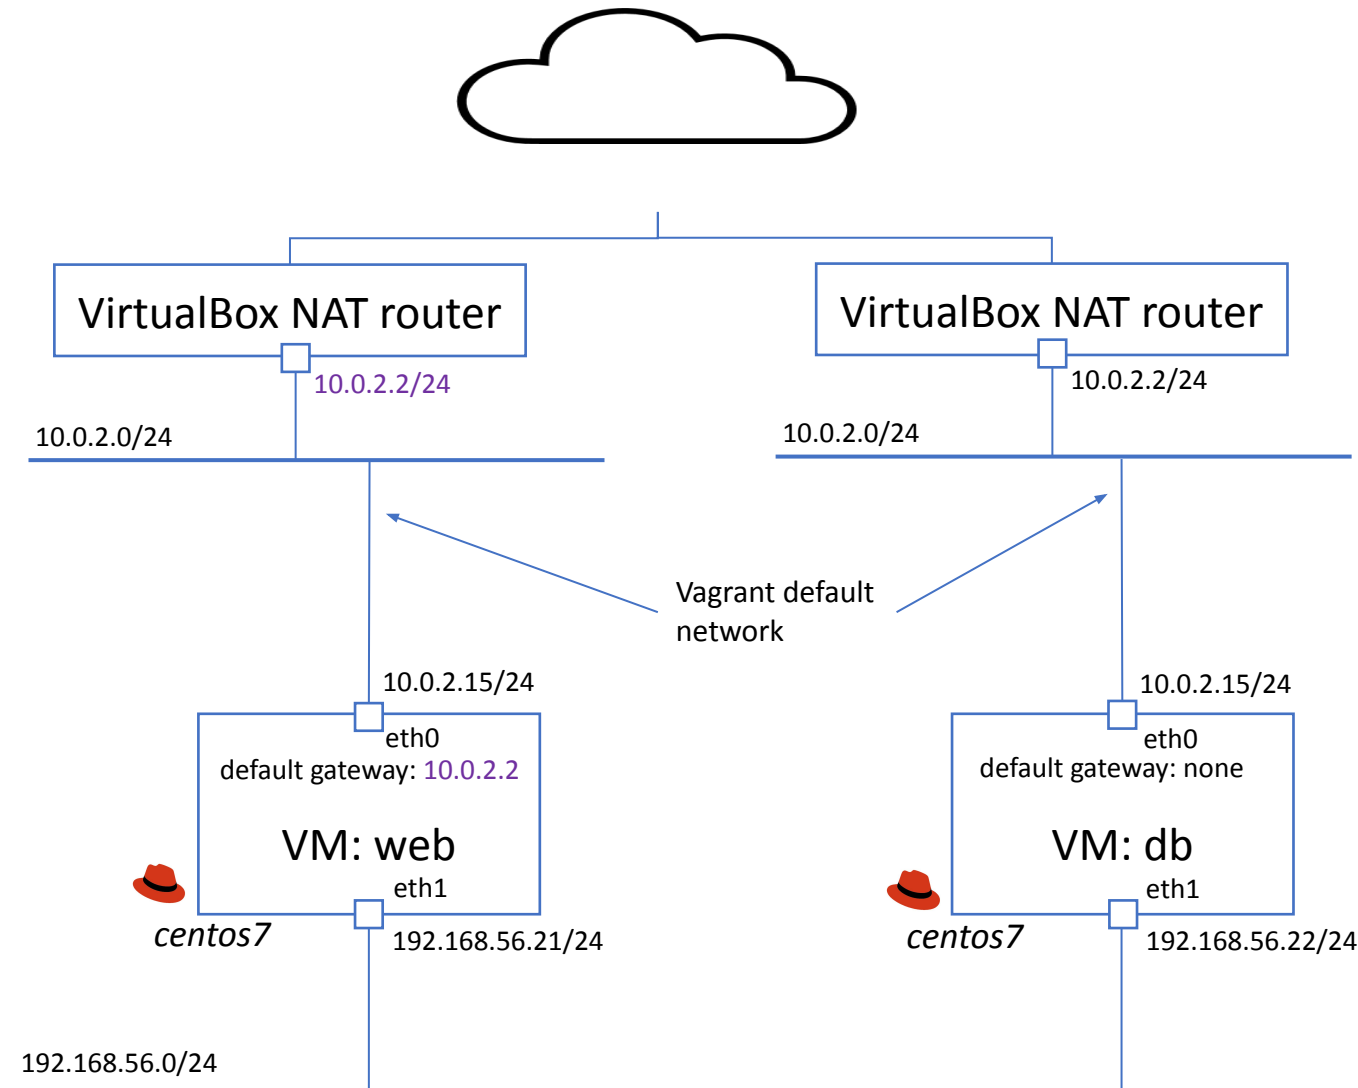 VirtualBox NAT router
VirtualBox NAT router
10.0.2.2/24
10.0.2.2/24
10.0.2.0/24
10.0.2.0/24
Vagrant default
network
10.0.2.15/24
10.0.2.15/24
eth0
eth0
default gateway: 10.0.2.2
default gateway: none
VM: web
VM: db
eth1
eth1
centos7
centos7
192.168.56.21/24
192.168.56.22/24
192.168.56.0/24